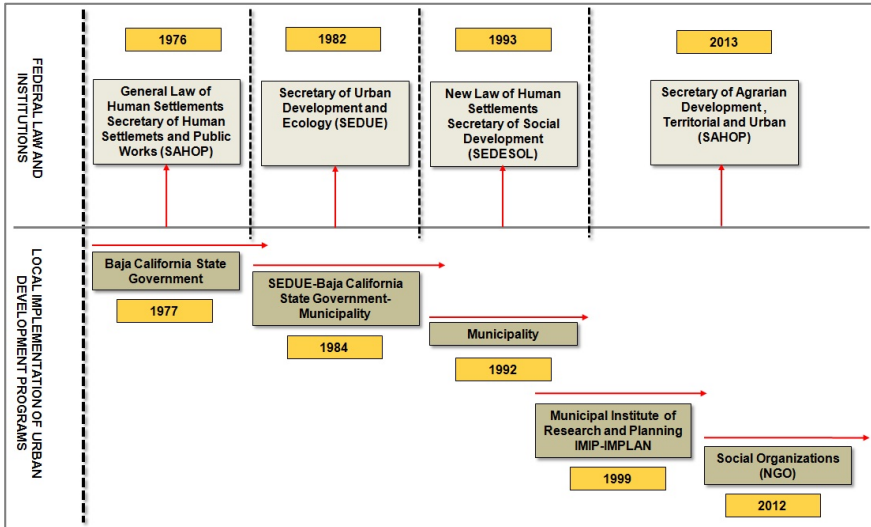 FEDERAL LAW AND
INSTITUTIONS
1976
General Law of
Human Settlements
Secretary of Human
Settlemets and Public
Works (SAHOP)
1982
Secretary of Urban
Development and
Ecology (SEDUE)
1993
New Law of Human
Settlements
Secretary of Social
Development
(SEDESOL)
2013
Secretary of Agrarian
Development ,
Territorial and Urban
(SAHOP)
LOCAL IMPLEMENTATION OF URBAN
DEVELOPMENT PROGRAMS
Baja California State
Government
1977
SEDUE-Baja California
State Government-
Municipality
1984
Municipality
1992
Municipal Institute of
Research and Planning
IMIP-IMPLAN
1999
Social Organizations
(NGO)
2012